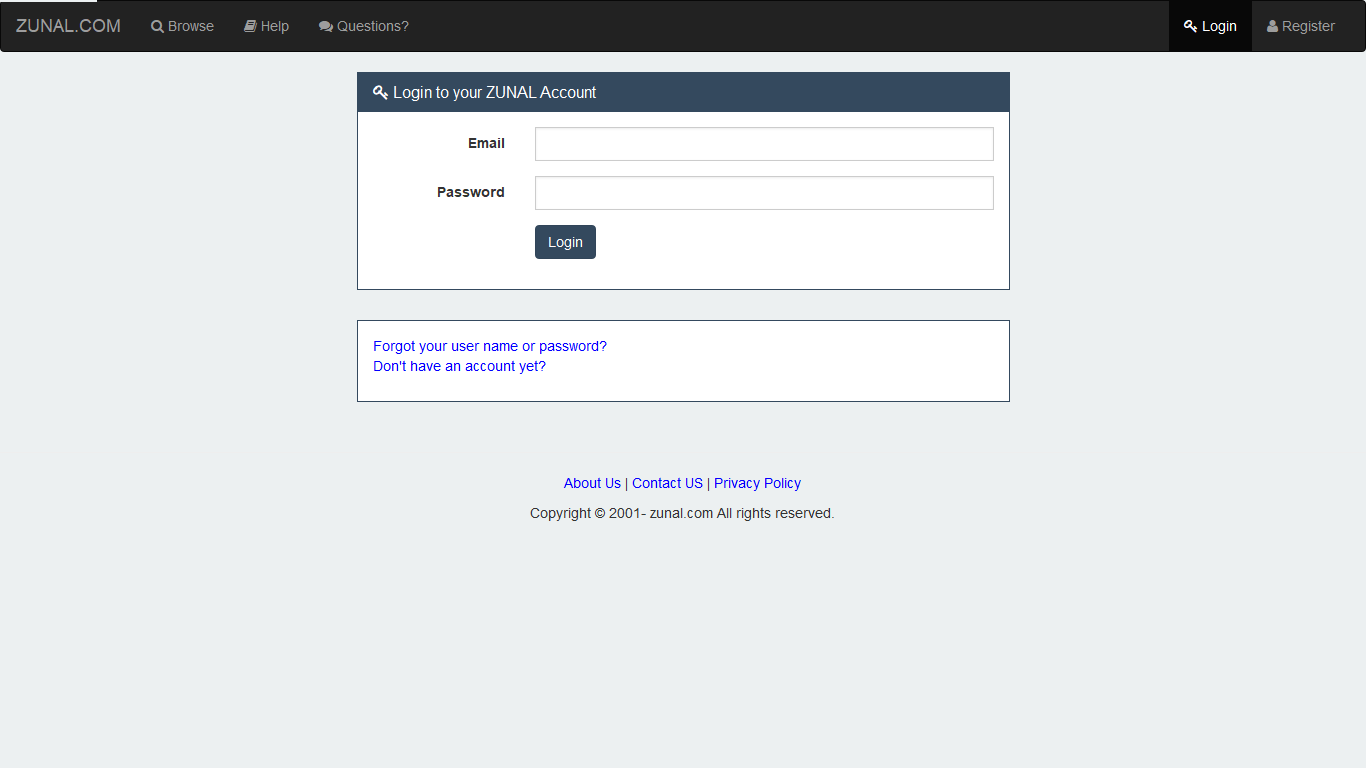 ZUNAL.COM Browse Help Questions? Login Register
Login to your ZUNAL Account
Email
Password
Login
Forgot your user name or password?
Don't have an account yet?
About Us | Contact US | Privacy Policy
Copyright © 2001- zunal.com All rights reserved.